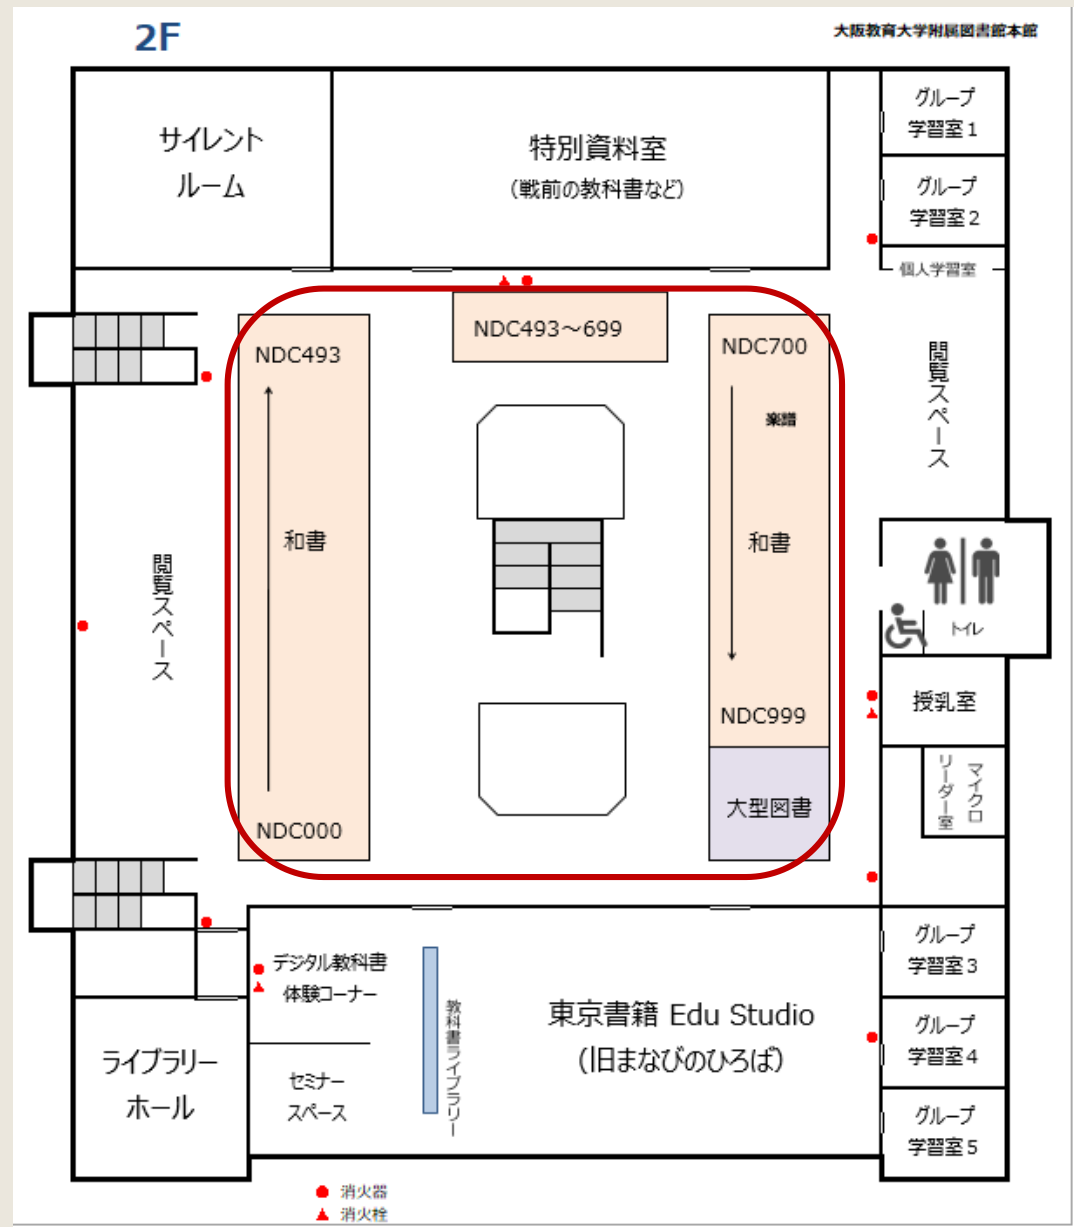 2F
大阪教育大学附属図書館本館
サイレント
ルーム
特別資料室
（戦前の教科書など）
グループ
学習室１
グループ
学習室２
個人学習室
NDC493
NDC493～699
NDC700
楽譜
閲覧スペース
和書
和書
閲覧スペース
トイレ
NDC999
授乳室
大型図書
マイクロ
リーダー室
NDC000
デジタル教科書
体験コーナー
教科書ライブラリー
東京書籍 Edu Studio
（旧まなびのひろば）
グループ
学習室３
グループ
学習室４
グループ
学習室５
ライブラリー
ホール
セミナー
スペース
消火器
消火栓